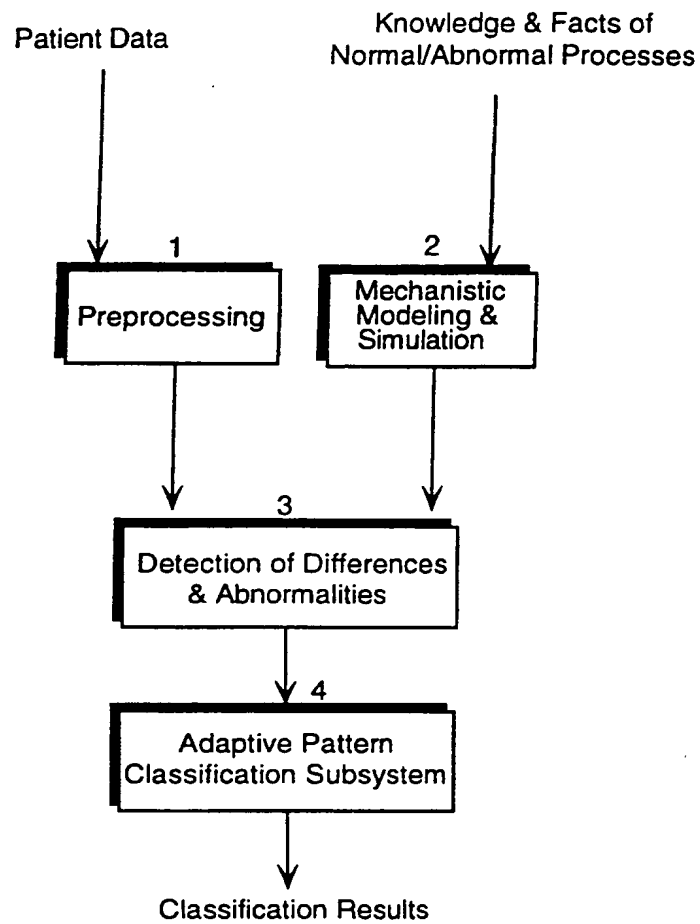 Patient Data
Knowledge & Facts of
Normal/Abnormal Processes
1
Preprocessing
2
Mechanistic
Modeling &
Simulation
3
Detection of Differences
& Abnormalities
4
Adaptive Pattern
Classification Subsystem
Classification Results